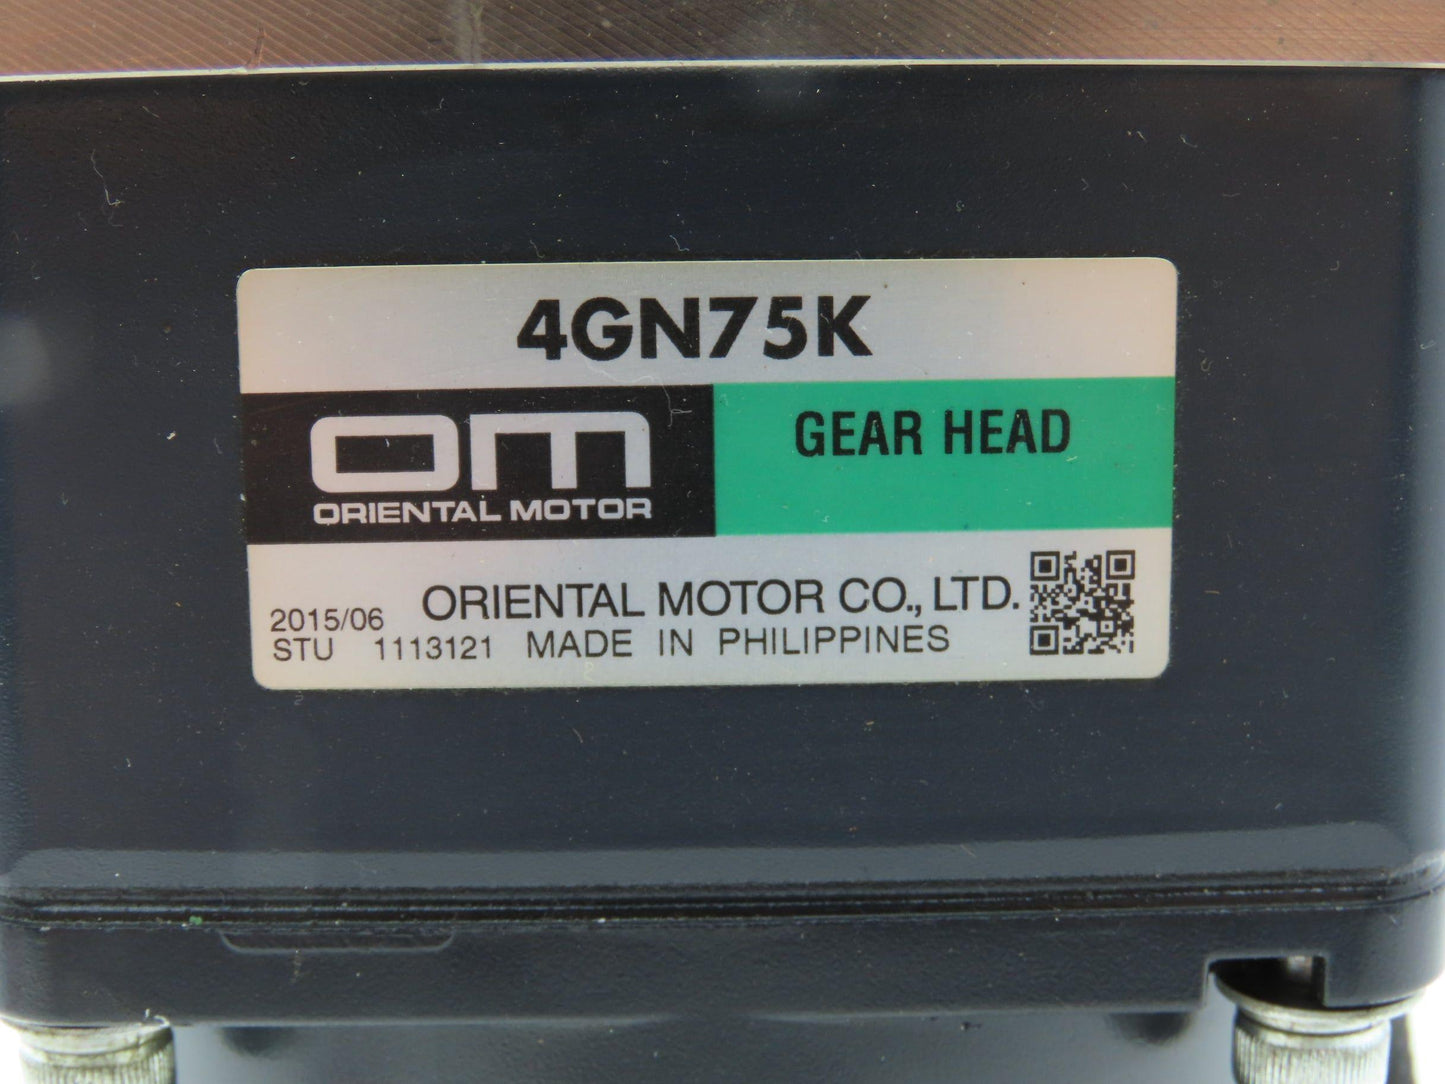 4GN75K
OM
ORIENTAL MOTOR
GEAR HEAD
2015/06 ORIENTAL MOTOR CO., LTD.
STU 1113121 MADE IN PHILIPPINES